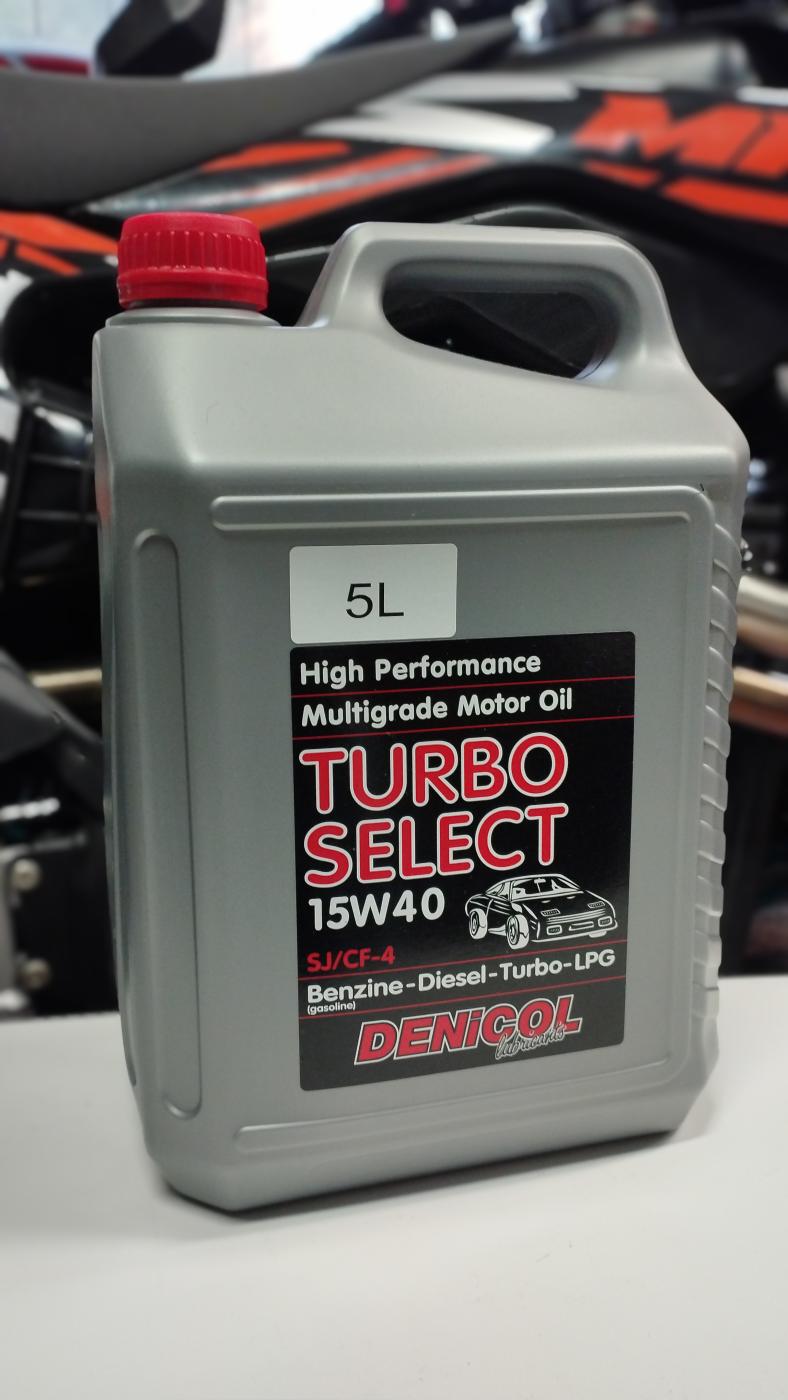 5L
High Performance
Multigrade Motor Oil
TURBO
SELECT
15W40
SJ/CF-4
Benzine-Diesel-Turbo-LPG
(gasoline)
DENiCOL
lubricants